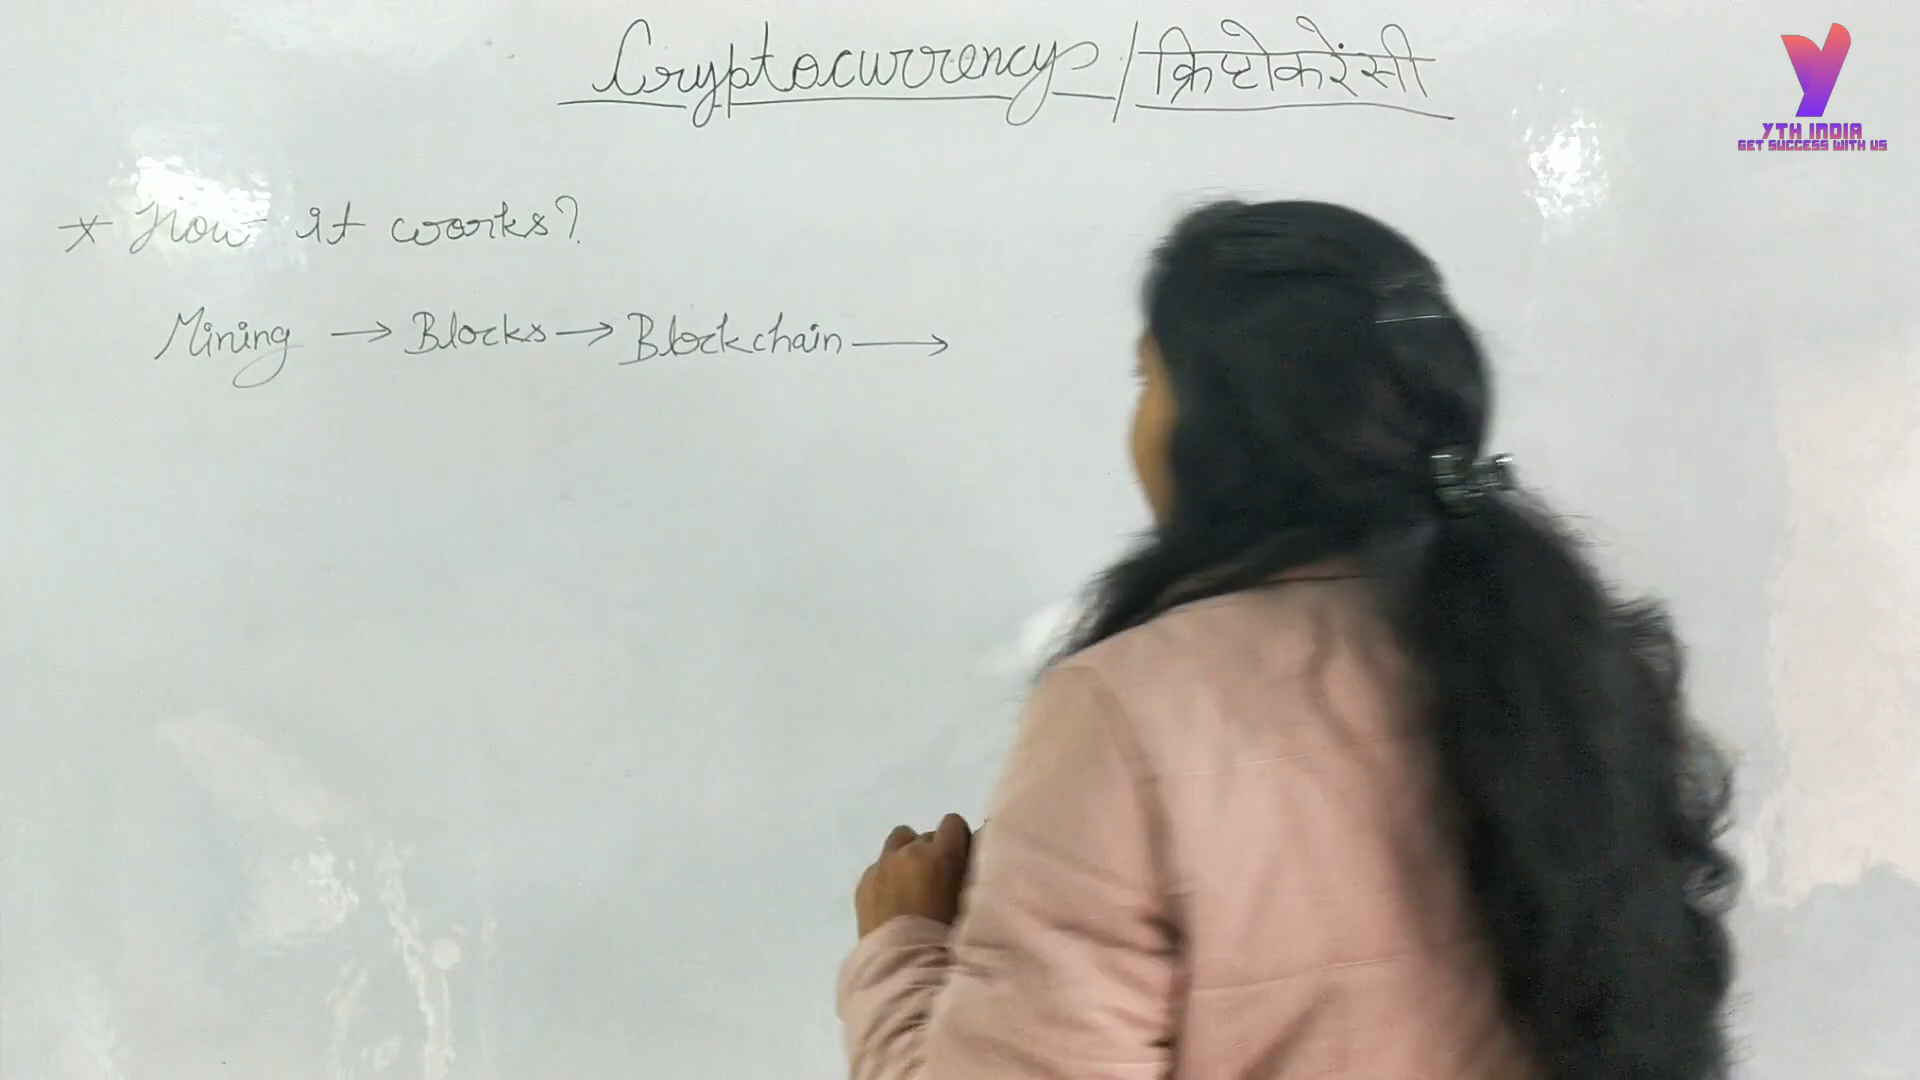 Cryptocurrency / क्रिप्टोकरेंसी
Y
YTH INDIA
GET SUCCESS WITH US
* How it works?
Mining → Blocks → Blockchain →